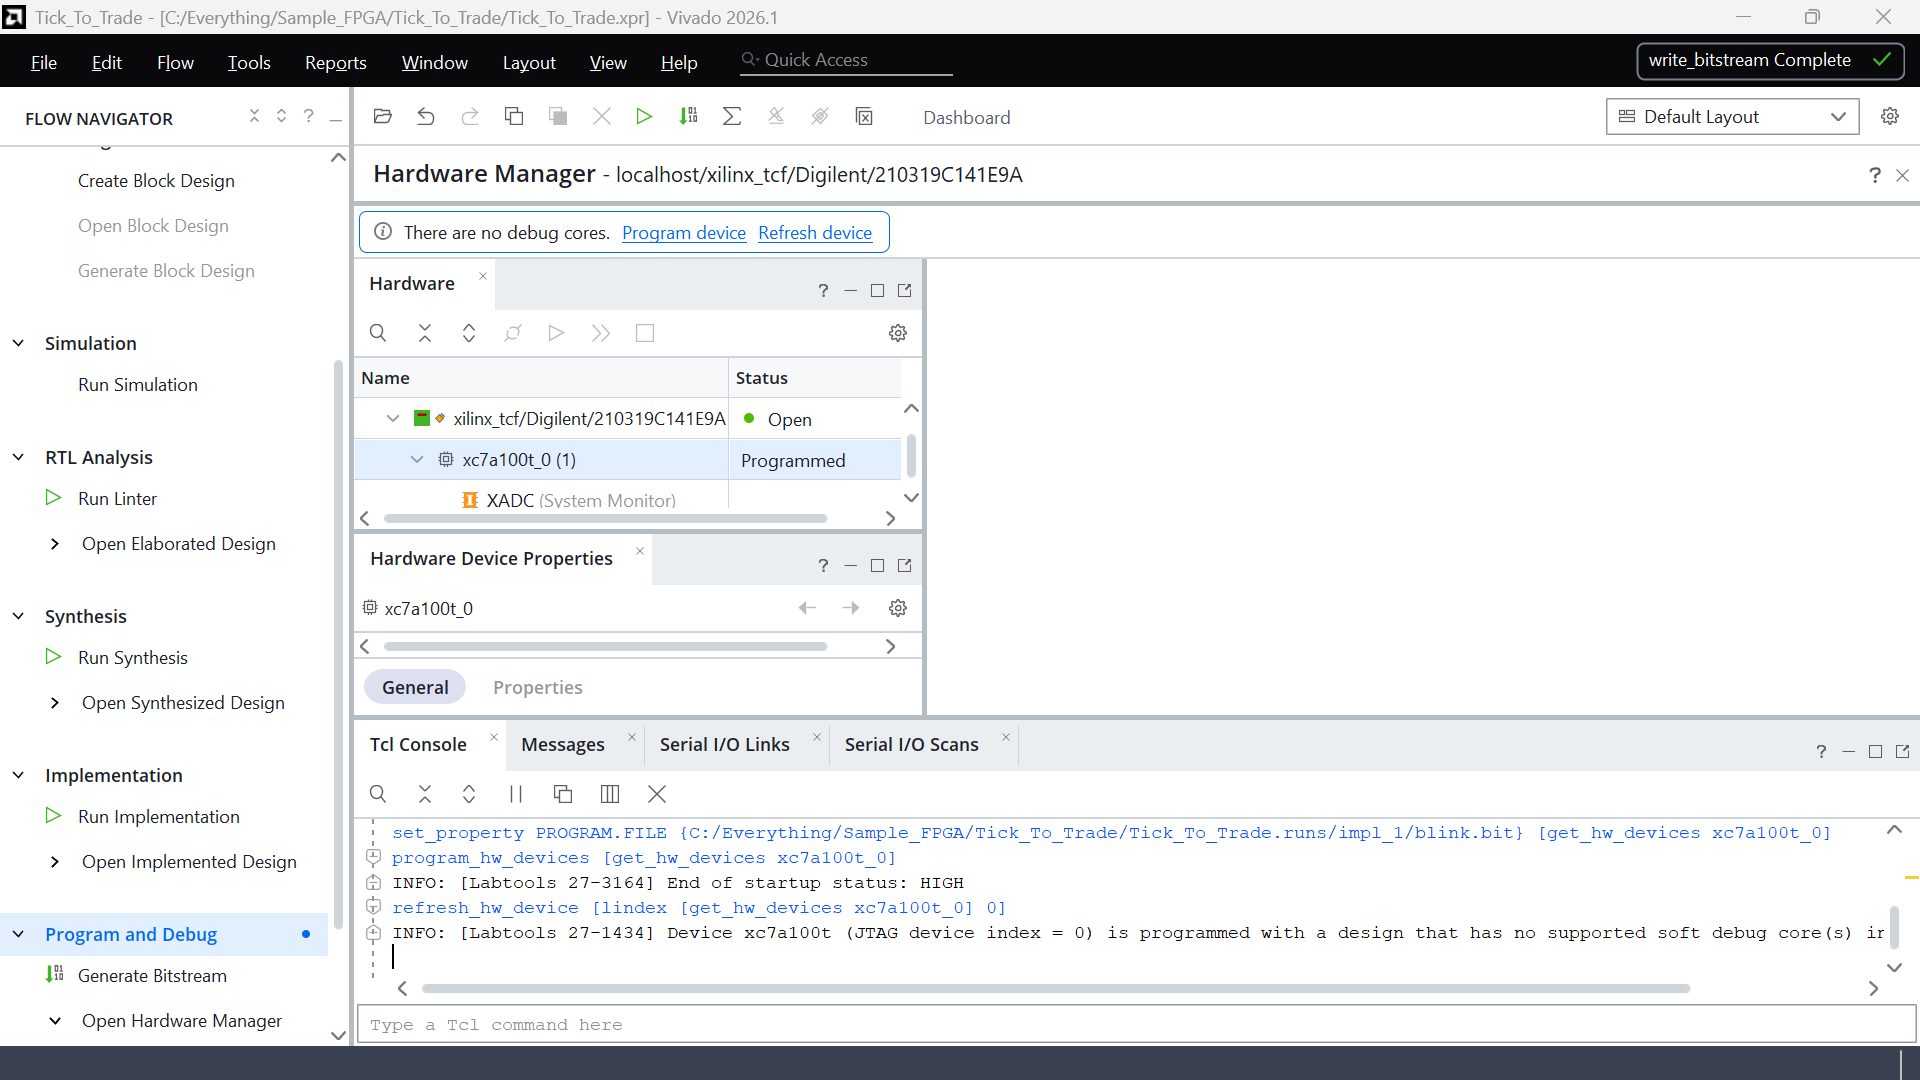 Tick_To_Trade - [C:/Everything/Sample_FPGA/Tick_To_Trade/Tick_To_Trade.xpr] - Vivado 2026.1
File Edit Flow Tools Reports Window Layout View Help Quick Access write_bitstream Complete
FLOW NAVIGATOR ?
Dashboard Default Layout
Hardware Manager - localhost/xilinx_tcf/Digilent/210319C141E9A ?
Create Block Design
Open Block Design
Generate Block Design
Simulation
Run Simulation
RTL Analysis
Run Linter
Open Elaborated Design
Synthesis
Run Synthesis
Open Synthesized Design
Implementation
Run Implementation
Open Implemented Design
Program and Debug
Generate Bitstream
Open Hardware Manager
There are no debug cores. Program device Refresh device
Hardware ?
Name Status
xilinx_tcf/Digilent/210319C141E9A Open
xc7a100t_0 (1) Programmed
XADC (System Monitor)
Hardware Device Properties ?
xc7a100t_0
General Properties
Tcl Console Messages Serial I/O Links Serial I/O Scans ?
set_property PROGRAM.FILE {C:/Everything/Sample_FPGA/Tick_To_Trade/Tick_To_Trade.runs/impl_1/blink.bit} [get_hw_devices xc7a100t_0]
program_hw_devices [get_hw_devices xc7a100t_0]
INFO: [Labtools 27-3164] End of startup status: HIGH
refresh_hw_device [lindex [get_hw_devices xc7a100t_0] 0]
INFO: [Labtools 27-1434] Device xc7a100t (JTAG device index = 0) is programmed with a design that has no supported soft debug core(s) in
Type a Tcl command here